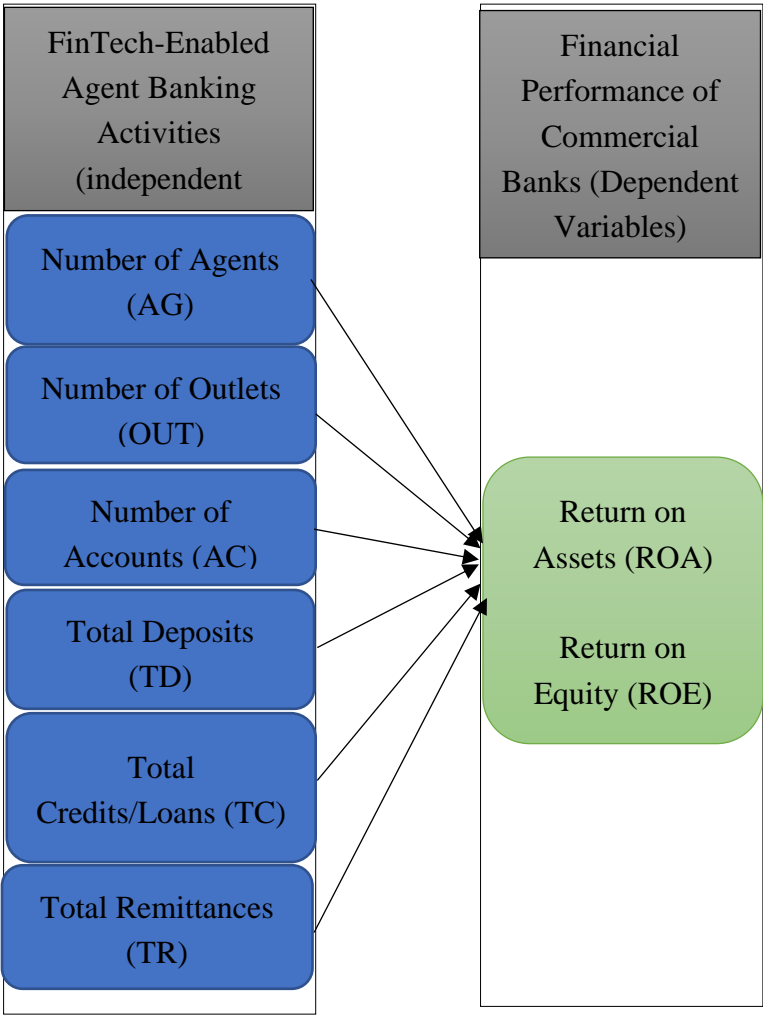 FinTech-Enabled
Agent Banking
Activities
(independent
Number of Agents
(AG)
Number of Outlets
(OUT)
Number of
Accounts (AC)
Total Deposits
(TD)
Total
Credits/Loans (TC)
Total Remittances
(TR)
Financial
Performance of
Commercial
Banks (Dependent
Variables)
Return on
Assets (ROA)
Return on
Equity (ROE)